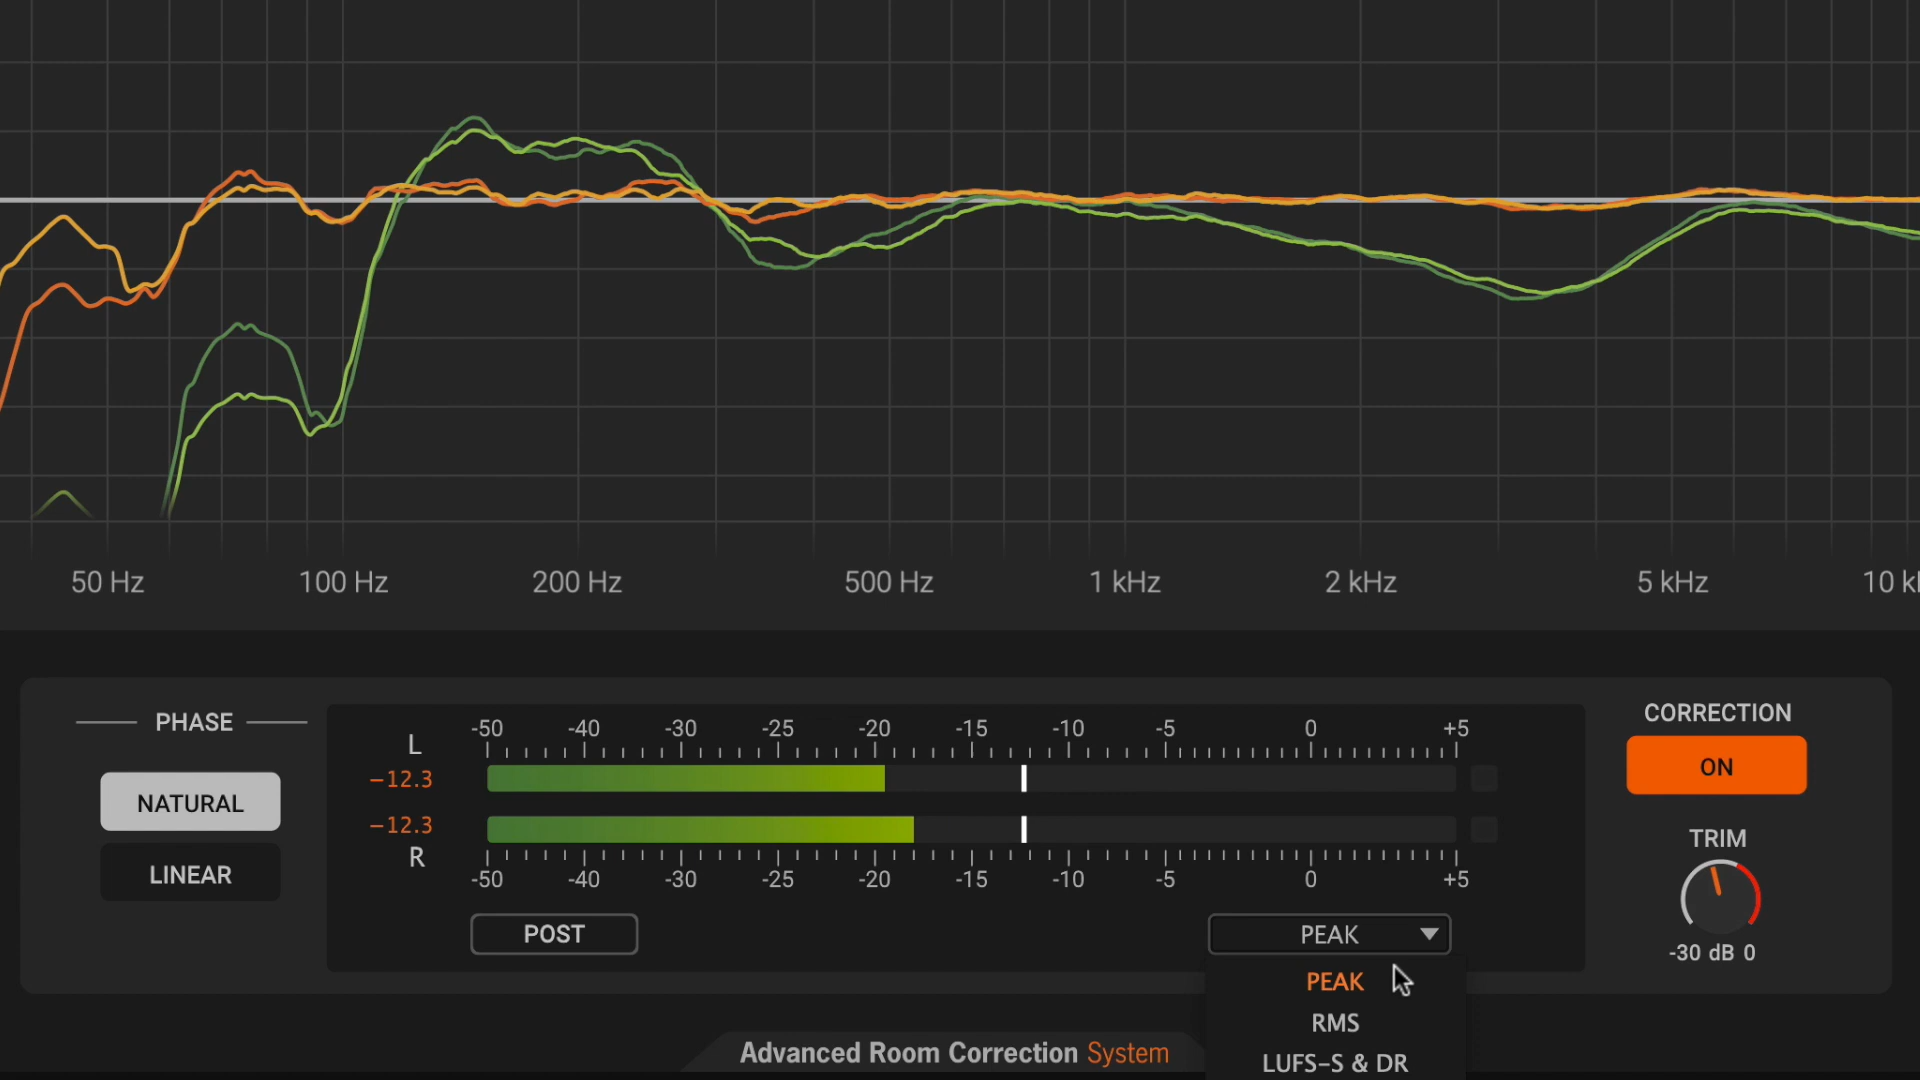 50 Hz 100 Hz 200 Hz 500 Hz 1 kHz 2 kHz 5 kHz 10 k
PHASE
NATURAL
LINEAR
-50 -40 -30 -25 -20 -15 -10 -5 0 +5
L
−12.3
−12.3
R
-50 -40 -30 -25 -20 -15 -10 -5 0 +5
POST
PEAK
PEAK
RMS
LUFS-S & DR
CORRECTION
ON
TRIM
-30 dB 0
Advanced Room Correction System